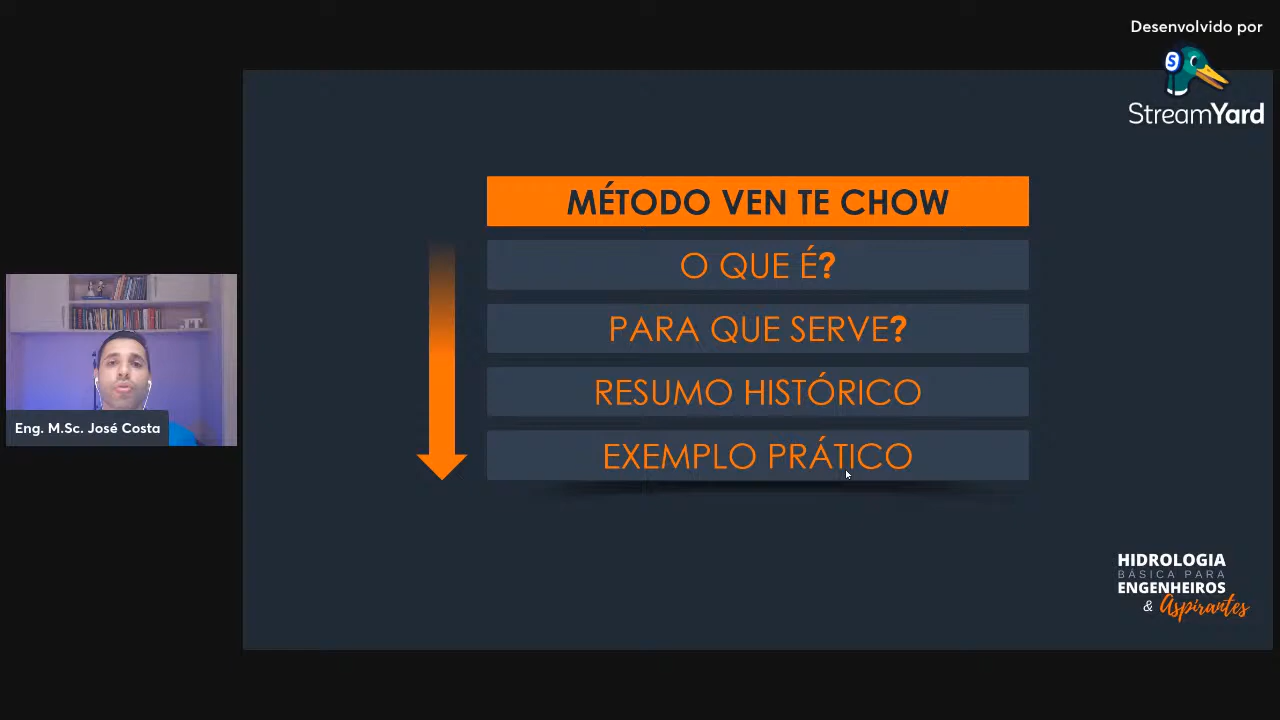 Desenvolvido por
S
StreamYard
MÉTODO VEN TE CHOW
O QUE É?
PARA QUE SERVE?
RESUMO HISTÓRICO
EXEMPLO PRÁTICO
Eng. M.Sc. José Costa
HIDROLOGIA
BÁSICA PARA
ENGENHEIROS
& Aspirantes